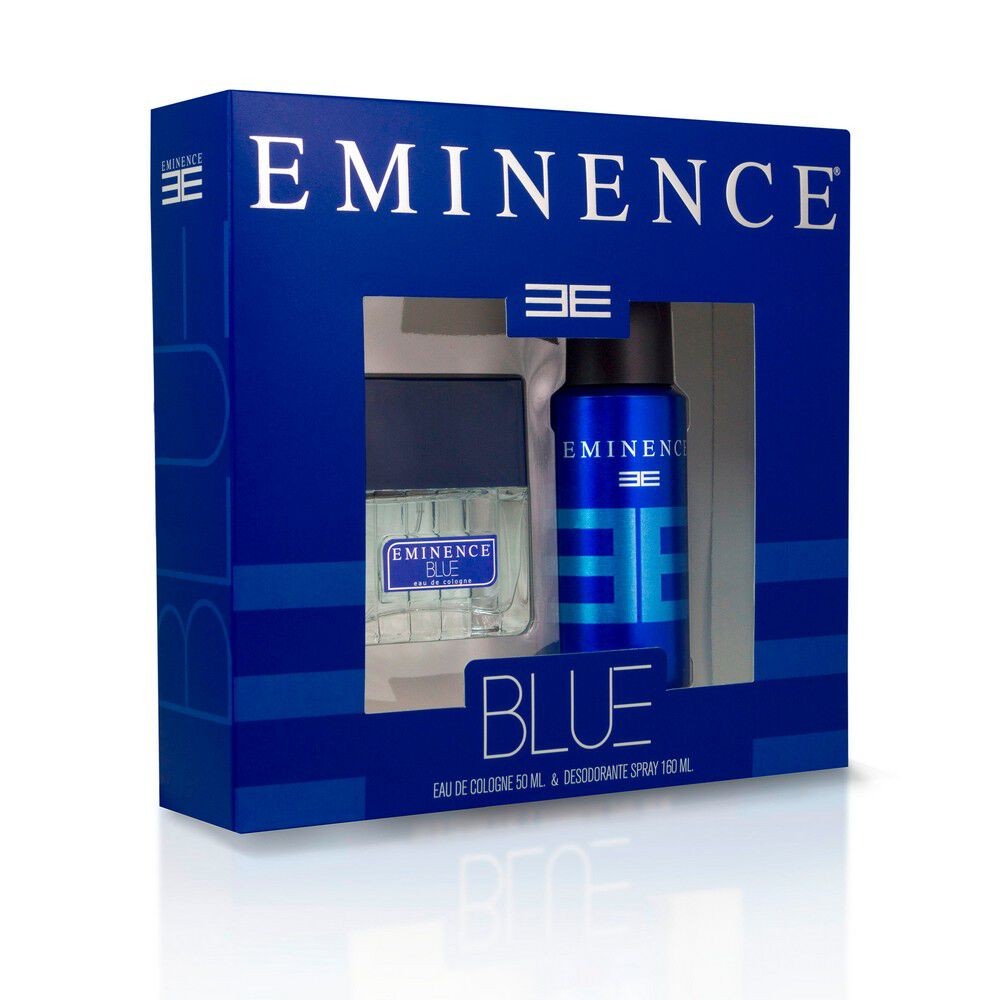 EMINENCE®
EMINENCE
BLUE
EMINENCE
EMINENCE
BLUE
eau de cologne
BLUE
EAU DE COLOGNE 50 ML. & DESODORANTE SPRAY 160 ML.